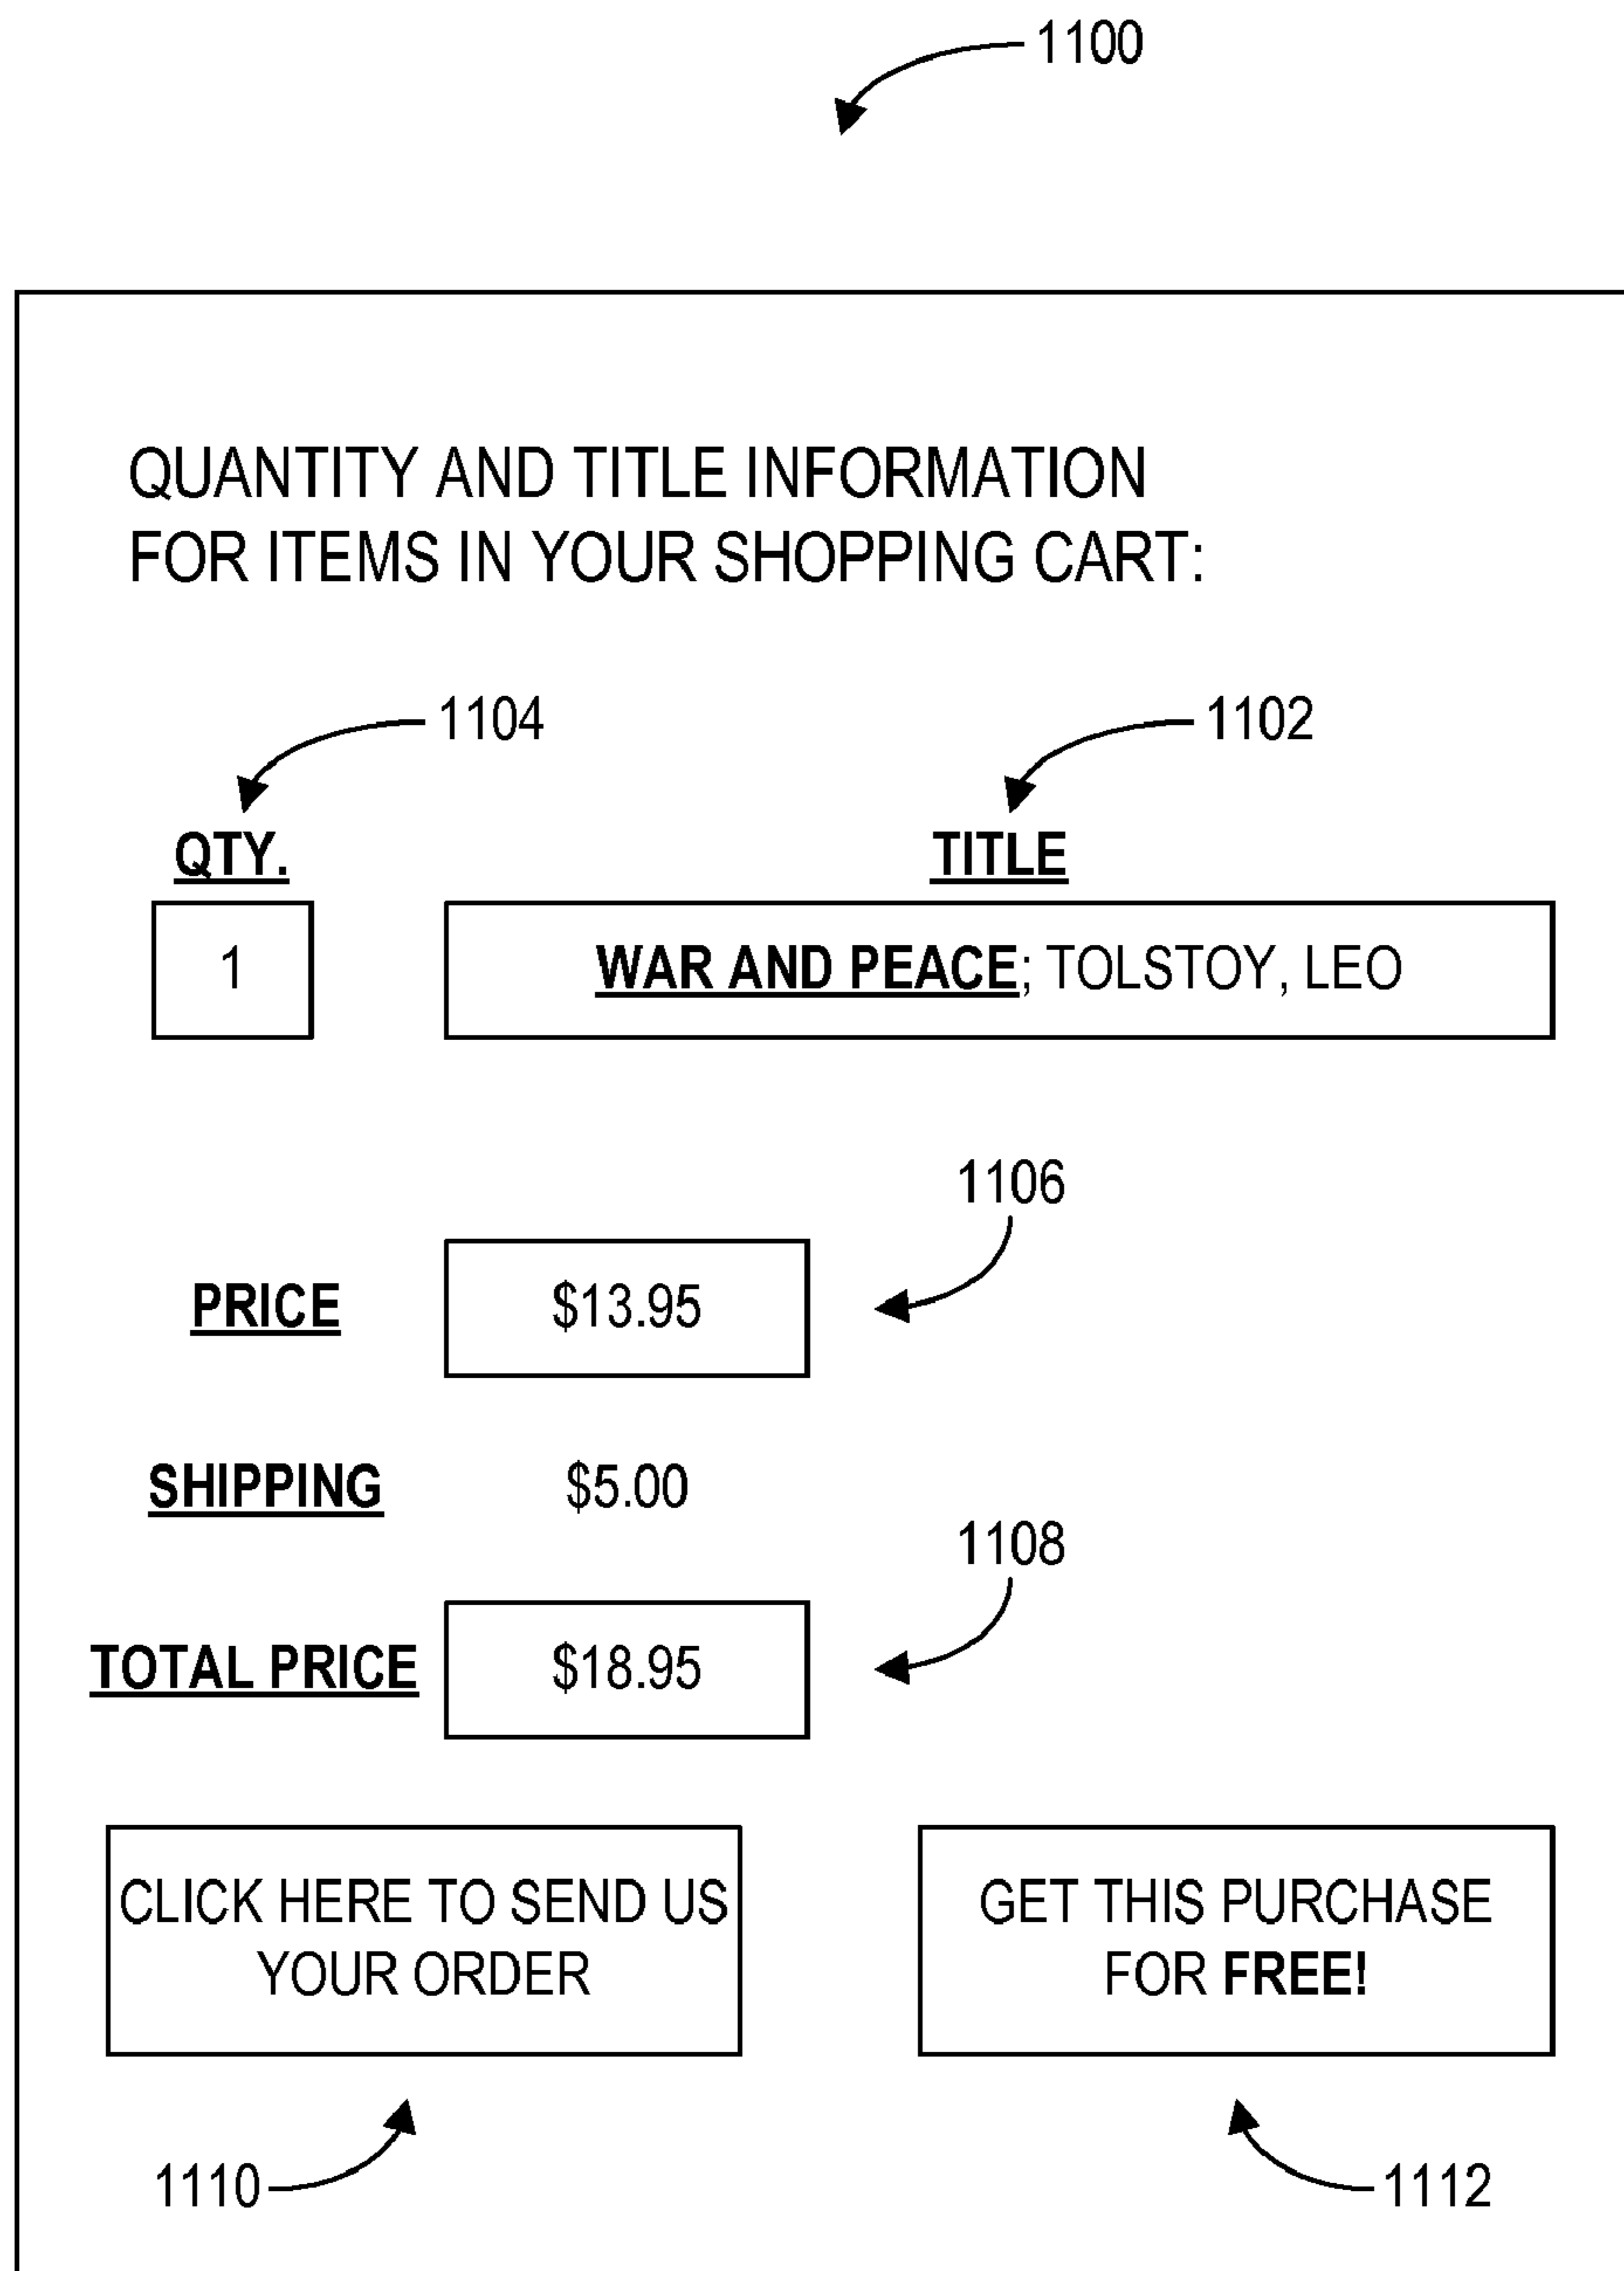 1100
QUANTITY AND TITLE INFORMATION
FOR ITEMS IN YOUR SHOPPING CART:
1104 1102
QTY. TITLE
1 WAR AND PEACE; TOLSTOY, LEO
1106
PRICE $13.95
SHIPPING $5.00
1108
TOTAL PRICE $18.95
CLICK HERE TO SEND US
YOUR ORDER
GET THIS PURCHASE
FOR FREE!
1110 1112